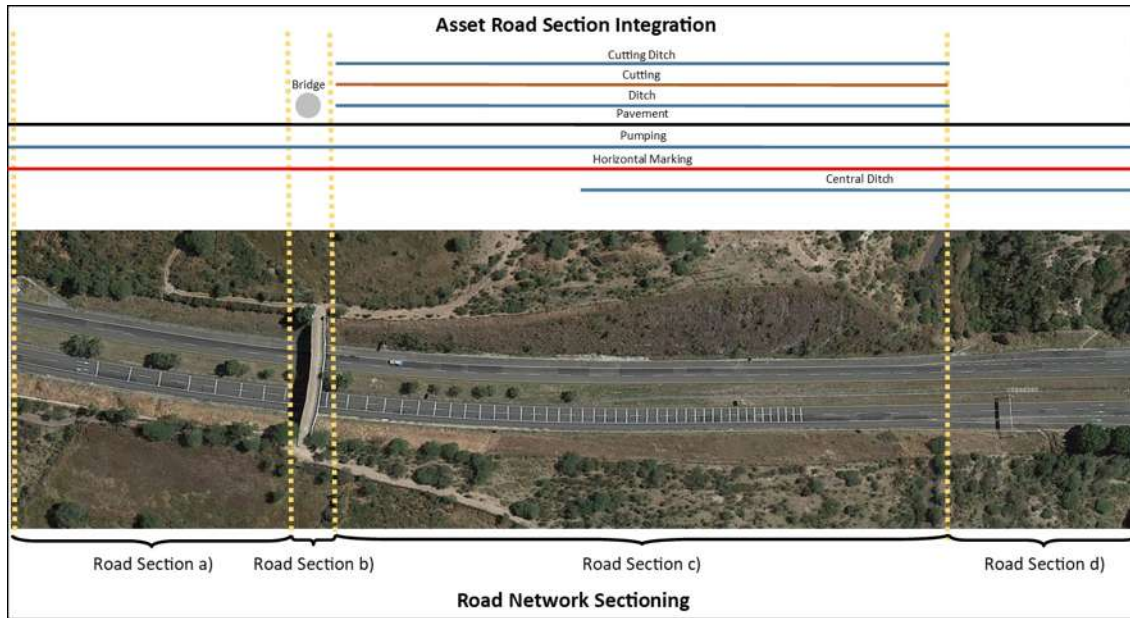 Asset Road Section Integration
Cutting Ditch
Cutting
Bridge
Ditch
Pavement
Pumping
Horizontal Marking
Central Ditch
Road Section a)
Road Section b)
Road Section c)
Road Section d)
Road Network Sectioning